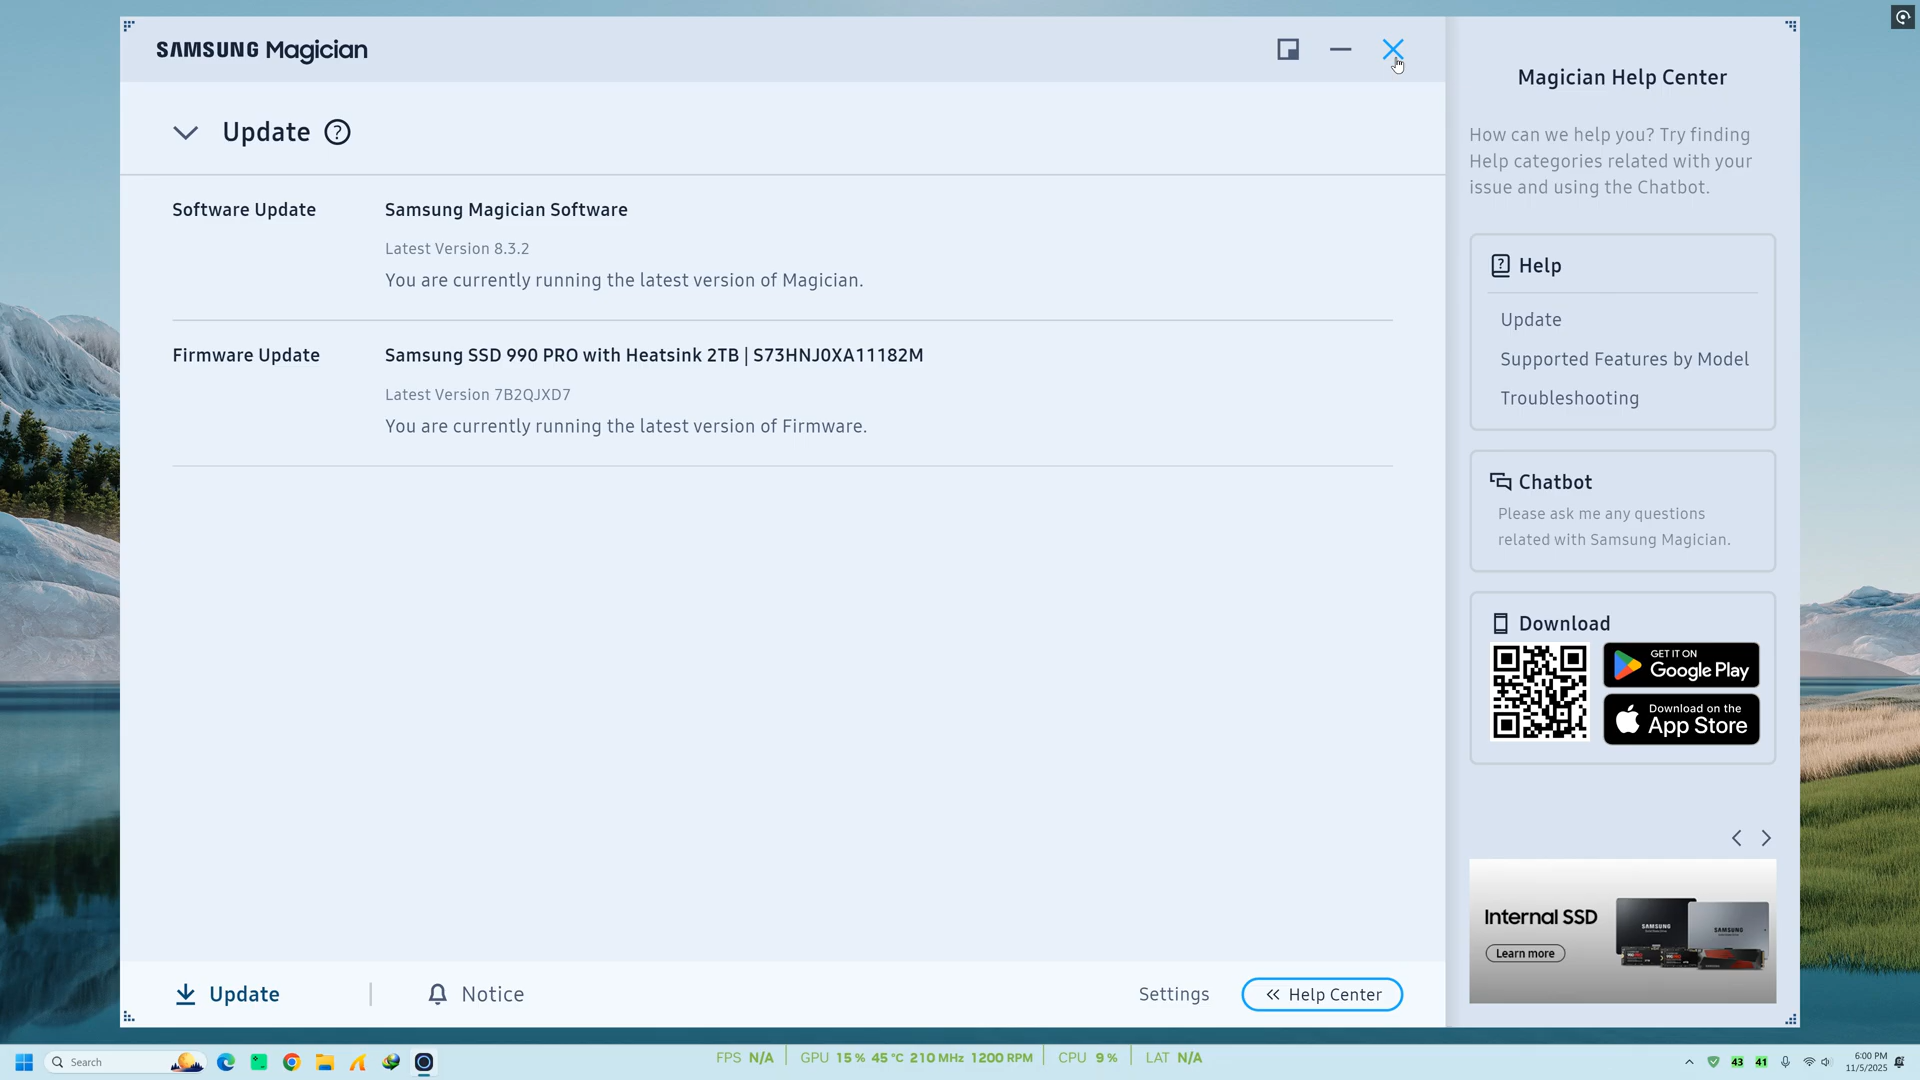 SAMSUNG Magician
Update ?
Software Update
Samsung Magician Software
Latest Version 8.3.2
You are currently running the latest version of Magician.
Firmware Update
Samsung SSD 990 PRO with Heatsink 2TB | S73HNJ0XA11182M
Latest Version 7B2QJXD7
You are currently running the latest version of Firmware.
Update
Notice
Settings
Help Center
Magician Help Center
How can we help you? Try finding
Help categories related with your
issue and using the Chatbot.
Help
Update
Supported Features by Model
Troubleshooting
Chatbot
Please ask me any questions
related with Samsung Magician.
Download
GET IT ON
Google Play
Download on the
App Store
Internal SSD
Learn more
SAMSUNG
SAMSUNG
Search
FPS N/A GPU 15 % 45 °C 210 MHz 1200 RPM CPU 9 % LAT N/A
43 41
6:00 PM
11/5/2025